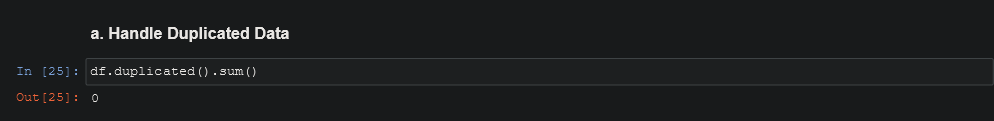 a. Handle Duplicated Data
In [25]: df.duplicated().sum()
Out[25]: 0